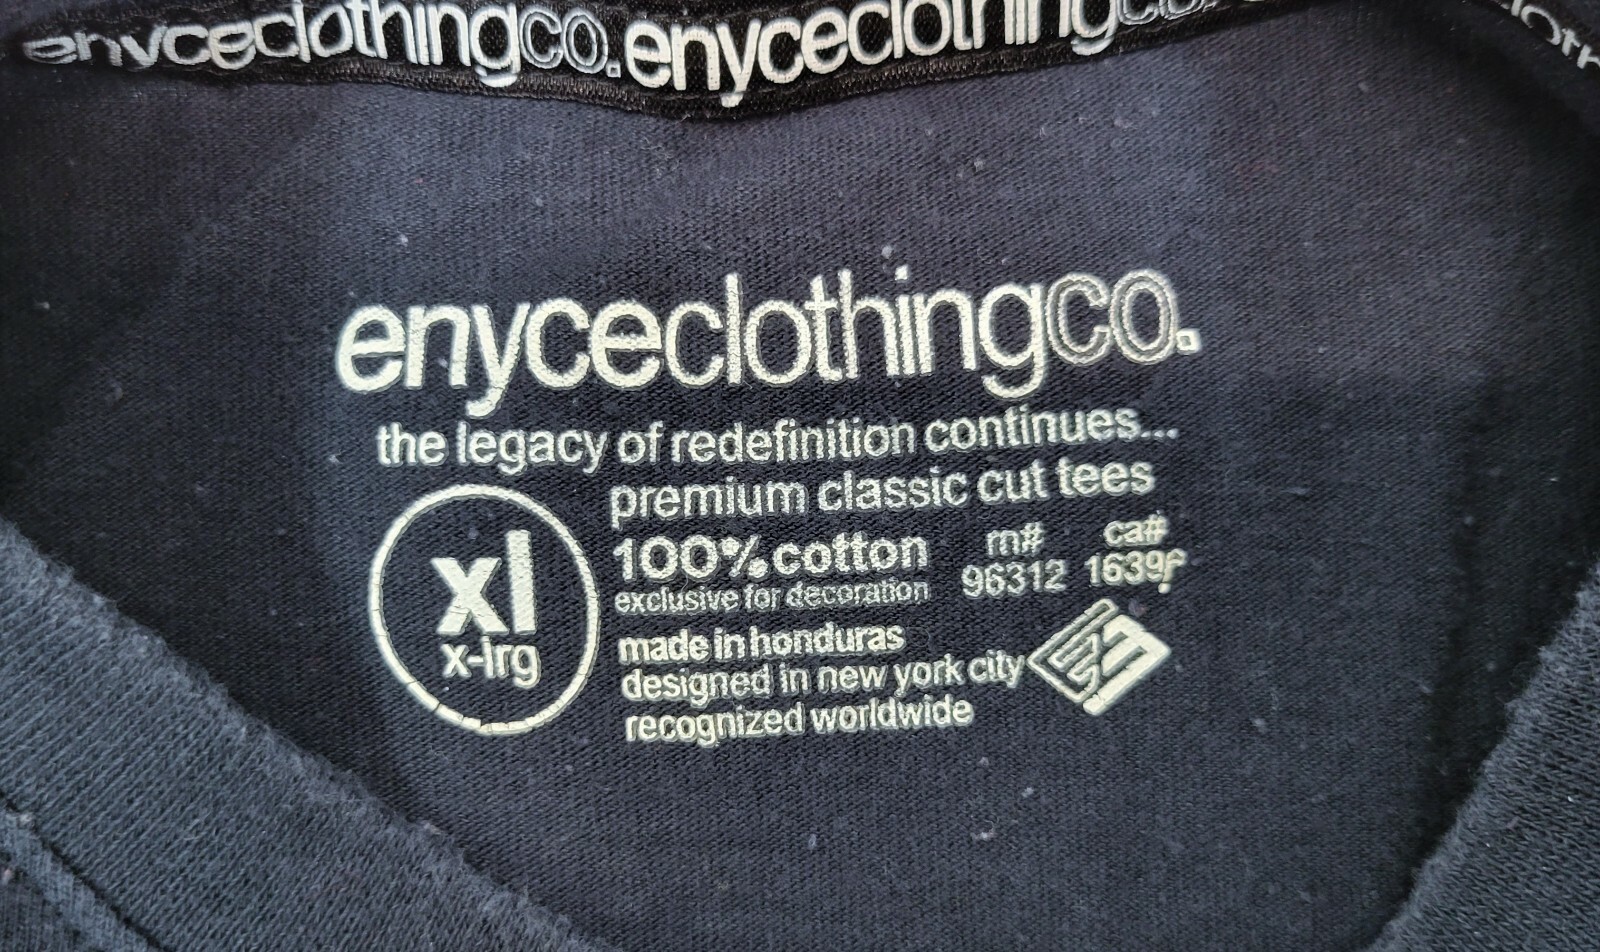 enyceclothingco.enyceclothingco.
enyceclothingco.
the legacy of redefinition continues...
premium classic cut tees
xl
x-lrg
100% cotton
exclusive for decoration
rn#
96312
ca#
made in honduras
designed in new york city
recognized worldwide